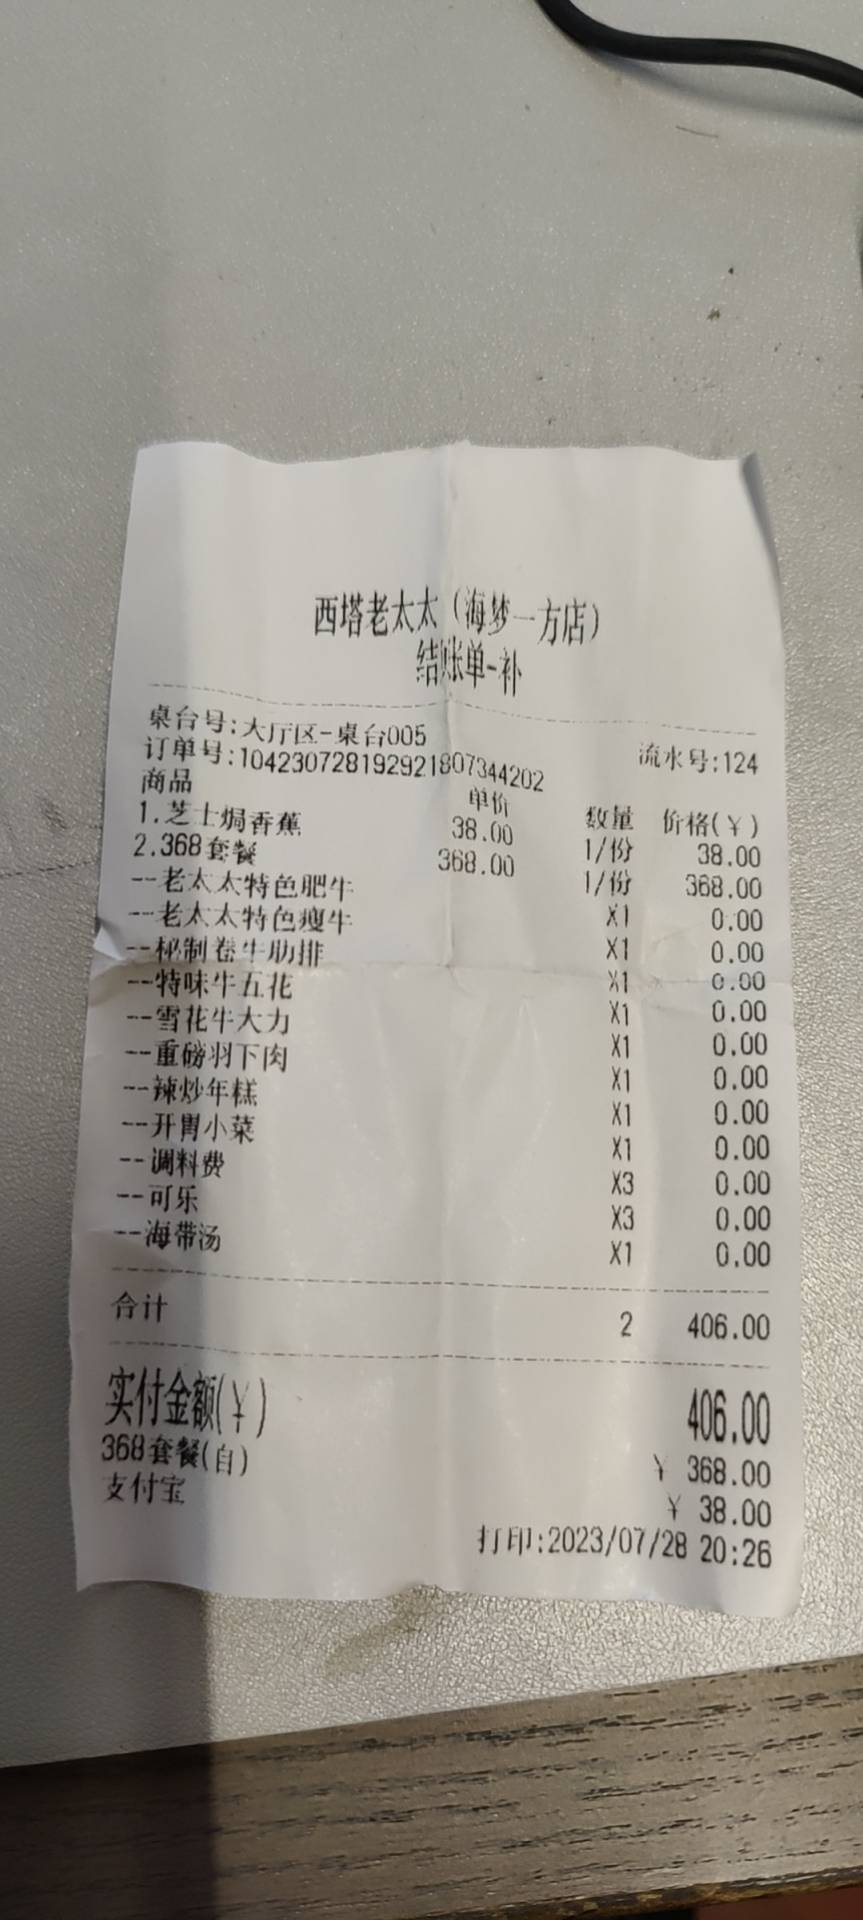 西塔老太太（海梦一方店）
结账单-补
桌台号:大厅区-桌台005 流水号:124
订单号:104230728192921807344202
商品 单价 数量 价格(¥)
1.芝士焗香蕉 38.00 1/份 38.00
2.368套餐 368.00 1/份 368.00
--老太太特色肥牛 X1 0.00
--老太太特色瘦牛 X1 0.00
--秘制卷牛肋排 X1 0.00
--特味牛五花 X1 0.00
--雪花牛大力 X1 0.00
--重磅羽下肉 X1 0.00
--辣炒年糕 X1 0.00
--开胃小菜 X1 0.00
--调料费 X3 0.00
--可乐 X3 0.00
--海带汤 X1 0.00
合计 2 406.00
实付金额(¥) 406.00
368套餐(自) ¥ 368.00
支付宝 ¥ 38.00
打印:2023/07/28 20:26